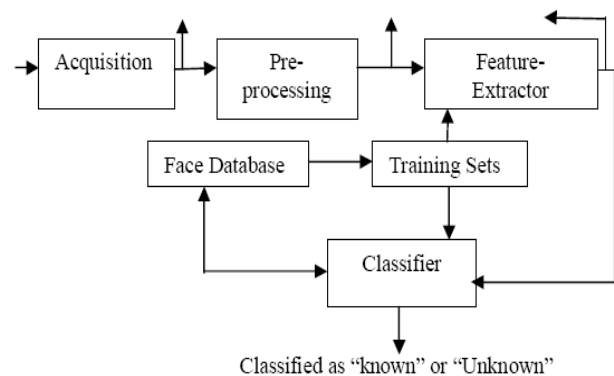 Acquisition
Pre-
processing
Feature-
Extractor
Face Database
Training Sets
Classifier
Classified as “known” or “Unknown”